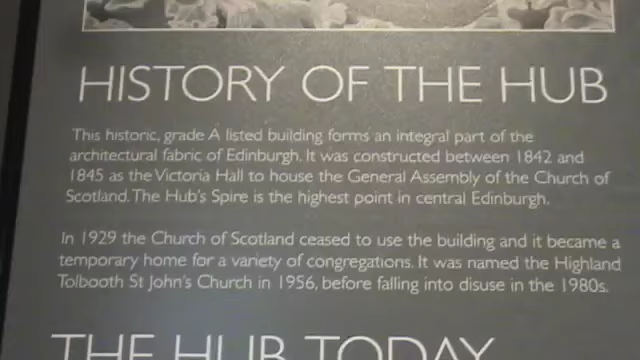 HISTORY OF THE HUB
This historic, grade A listed building forms an integral part of the
architectural fabric of Edinburgh. It was constructed between 1842 and
1845 as the Victoria Hall to house the General Assembly of the Church of
Scotland. The Hub's Spire is the highest point in central Edinburgh.
In 1929 the Church of Scotland ceased to use the building and it became a
temporary home for a variety of congregations. It was named the Highland
Tolbooth St John's Church in 1956, before falling into disuse in the 1980s.
THE HUB TODAY